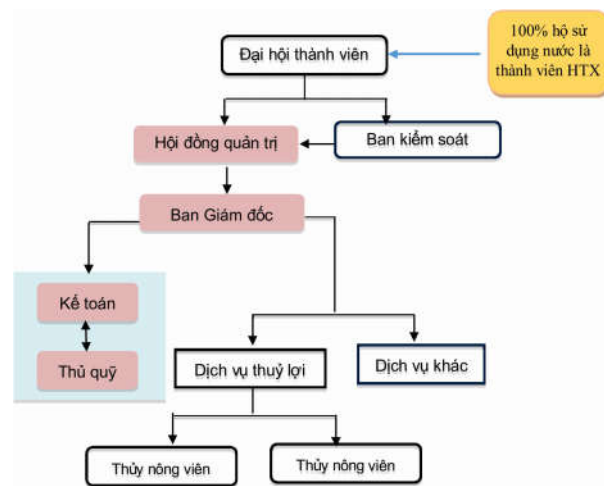 100% hộ sử
dụng nước là
thành viên HTX
Đại hội thành viên
Hội đồng quản trị
Ban kiểm soát
Ban Giám đốc
Kế toán
Thủ quỹ
Dịch vụ thuỷ lợi
Dịch vụ khác
Thủy nông viên
Thủy nông viên